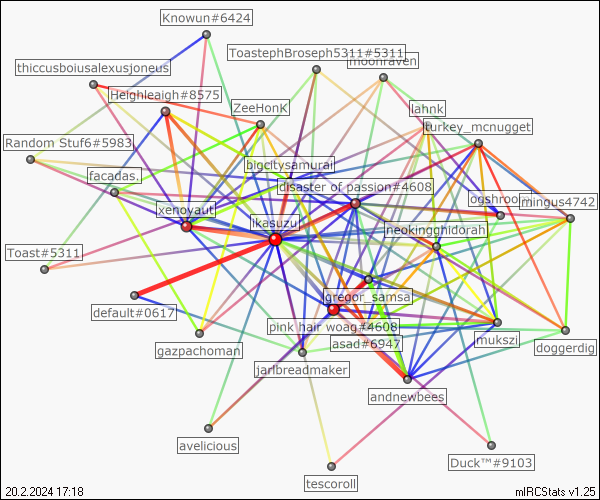 Knowun#6424
ToastephBroseph5311#5311
moonraven
thiccusboiusalexusjoneus
Heighleaigh#8575
ZeeHonK
lahnk
turkey_mcnugget
Random Stuf6#5983
bigcitysamurai
facadas.
disaster of passion#4608
ogshroo
mingus4742
xenoyaut
lkasuzu
neokingghidorah
Toast#5311
gregor_samsa
default#0617
pink hair woag#4608
asad#6947
mukszi
doggerdig
gazpachoman
jarlbreadmaker
andnewbees
avelicious
Duck™#9103
tescoroll
20.2.2024 17:18
mIRCStats v1.25